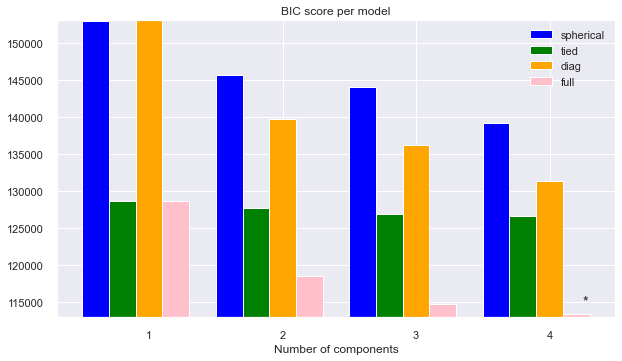 BIC score per model
150000
145000
140000
135000
130000
125000
120000
115000
spherical
tied
diag
full
*
1 2 3 4
Number of components